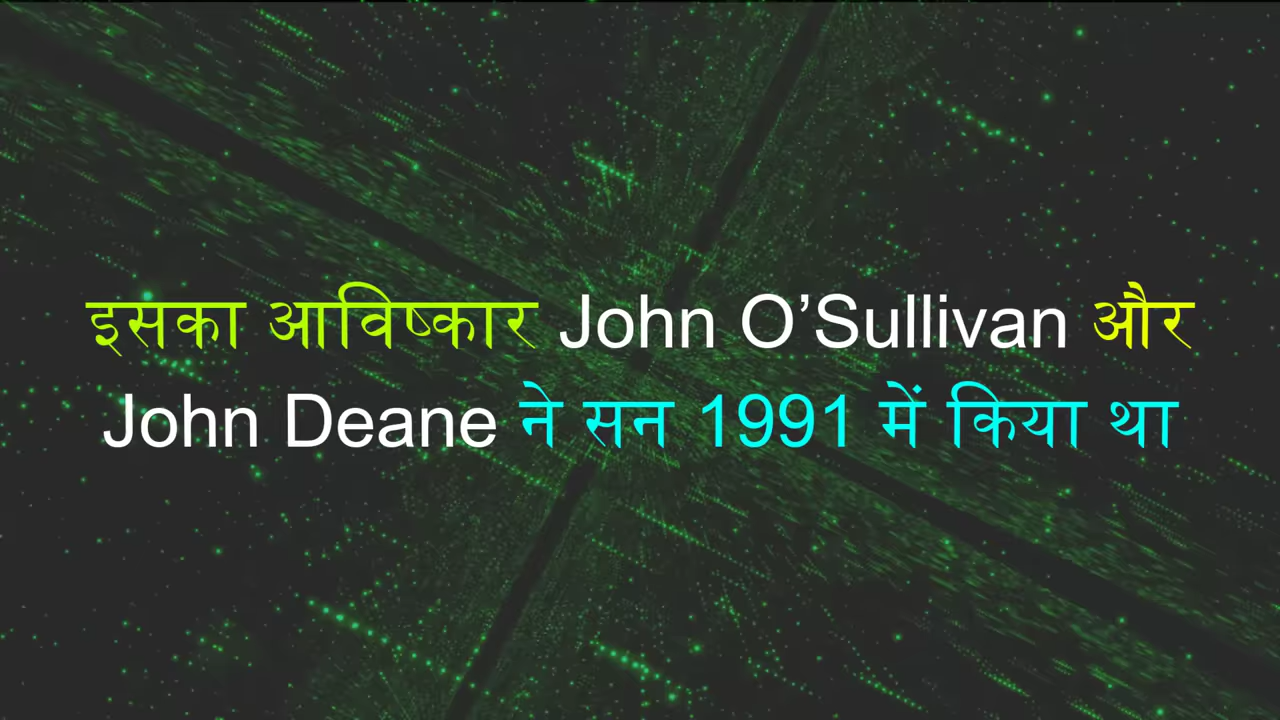 इसका आविष्कार John O’Sullivan और
John Deane ने सन 1991 में किया था